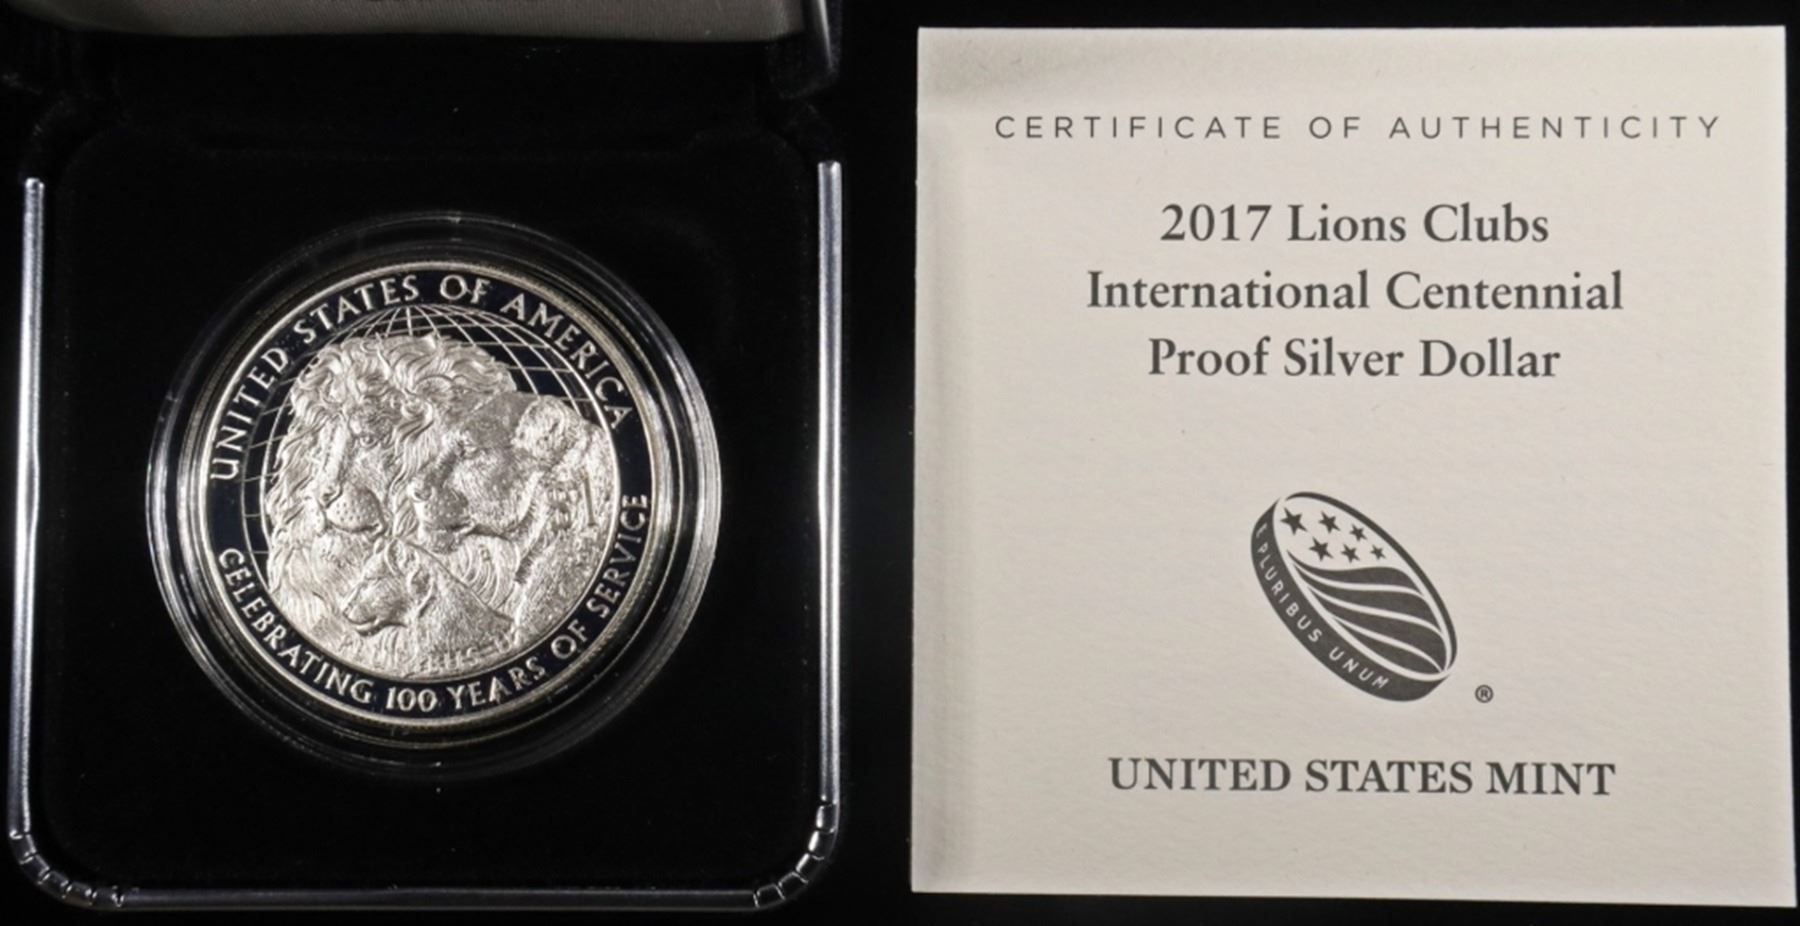 UNITED STATES OF AMERICA
CELEBRATING 100 YEARS OF SERVICE
CERTIFICATE OF AUTHENTICITY
2017 Lions Clubs
International Centennial
Proof Silver Dollar
E PLURIBUS UNUM
®
UNITED STATES MINT